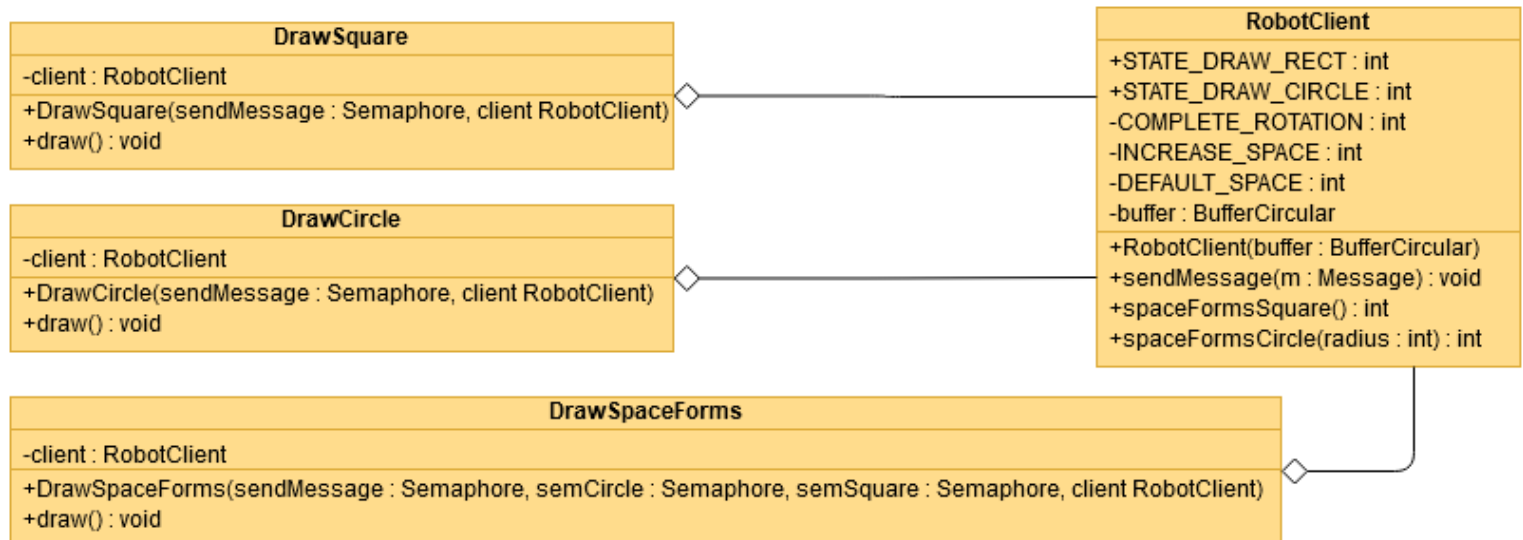 DrawSquare
-client : RobotClient
+DrawSquare(sendMessage : Semaphore, client RobotClient)
+draw() : void
DrawCircle
-client : RobotClient
+DrawCircle(sendMessage : Semaphore, client RobotClient)
+draw() : void
RobotClient
+STATE_DRAW_RECT : int
+STATE_DRAW_CIRCLE : int
-COMPLETE_ROTATION : int
-INCREASE_SPACE : int
-DEFAULT_SPACE : int
-buffer : BufferCircular
+RobotClient(buffer : BufferCircular)
+sendMessage(m : Message) : void
+spaceFormsSquare() : int
+spaceFormsCircle(radius : int) : int
DrawSpaceForms
-client : RobotClient
+DrawSpaceForms(sendMessage : Semaphore, semCircle : Semaphore, semSquare : Semaphore, client RobotClient)
+draw() : void